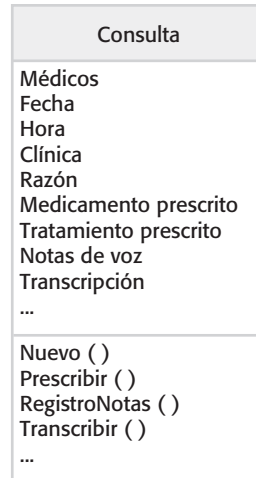 Consulta
Médicos
Fecha
Hora
Clínica
Razón
Medicamento prescrito
Tratamiento prescrito
Notas de voz
Transcripción
...
Nuevo ( )
Prescribir ( )
RegistroNotas ( )
Transcribir ( )
...